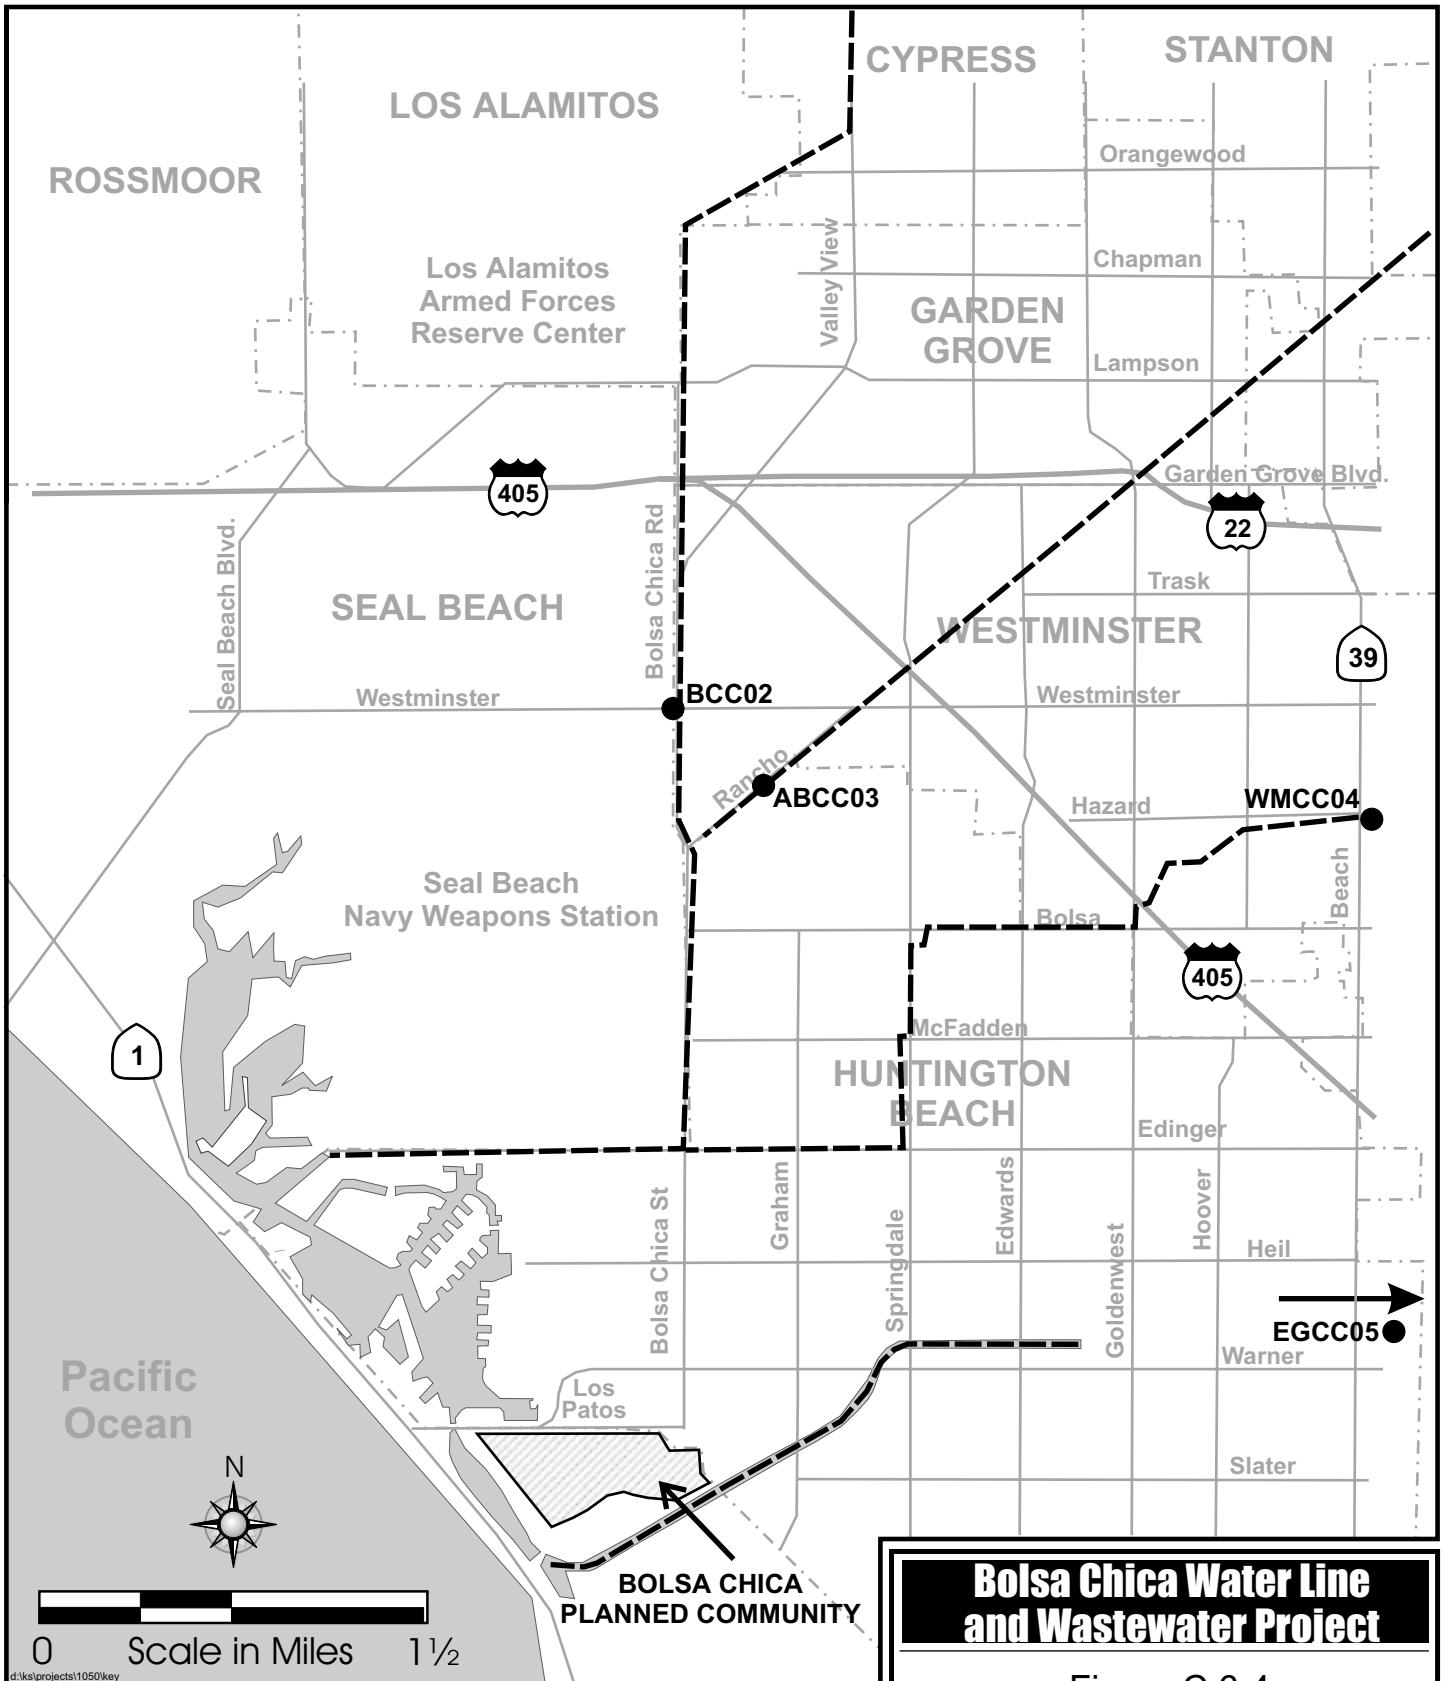 CYPRESS
STANTON
LOS ALAMITOS
ROSSMOOR
Orangewood
Valley View
Chapman
Los Alamitos
Armed Forces
Reserve Center
GARDEN
GROVE
Lampson
405
Garden Grove Blvd.
22
Seal Beach Blvd.
Bolsa Chica Rd
Trask
SEAL BEACH
WESTMINSTER
39
Westminster
BCC02
Westminster
Rancho
ABCC03
Hazard
WMCC04
Beach
Seal Beach
Navy Weapons Station
Bolsa
405
1
McFadden
HUNTINGTON
BEACH
Edinger
Bolsa Chica St
Graham
Springdale
Edwards
Goldenwest
Hoover
Heil
EGCC05
Warner
Pacific
Ocean
Los
Patos
Slater
N
BOLSA CHICA
PLANNED COMMUNITY
0 Scale in Miles 1½
d:\ks\projects\1050\key
Bolsa Chica Water Line
and Wastewater Project